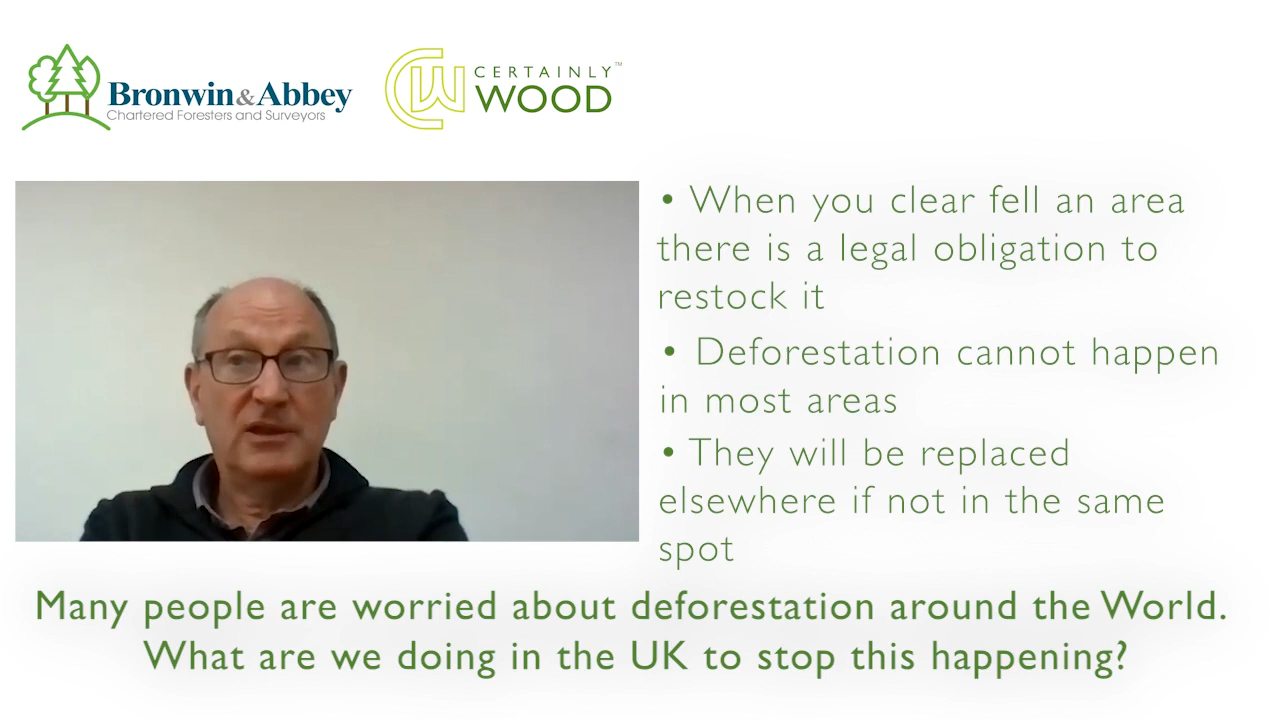 Bronwin & Abbey
Chartered Foresters and Surveyors
CW
CERTAINLY™
WOOD
• When you clear fell an area
there is a legal obligation to
restock it
• Deforestation cannot happen
in most areas
• They will be replaced
elsewhere if not in the same
spot
Many people are worried about deforestation around the World.
What are we doing in the UK to stop this happening?